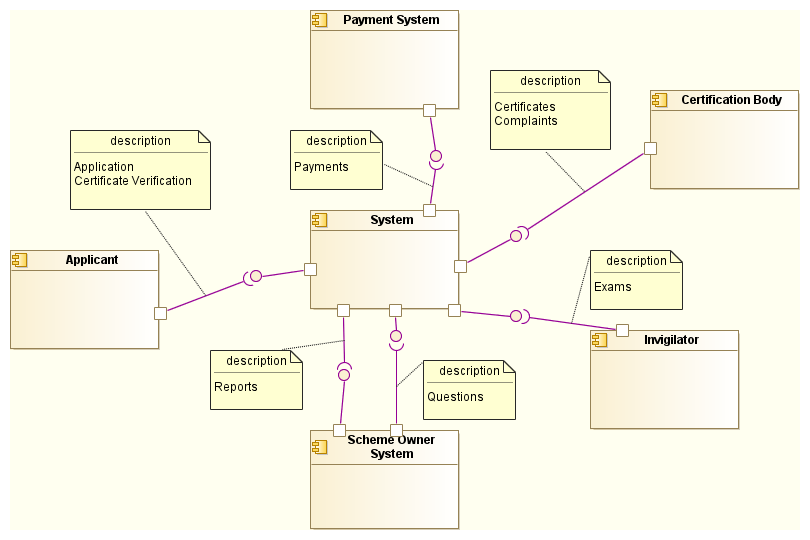 Payment System
description
Certificates
Complaints
Certification Body
description
Application
Certificate Verification
description
Payments
System
Applicant
description
Exams
Invigilator
description
Reports
description
Questions
Scheme Owner
System